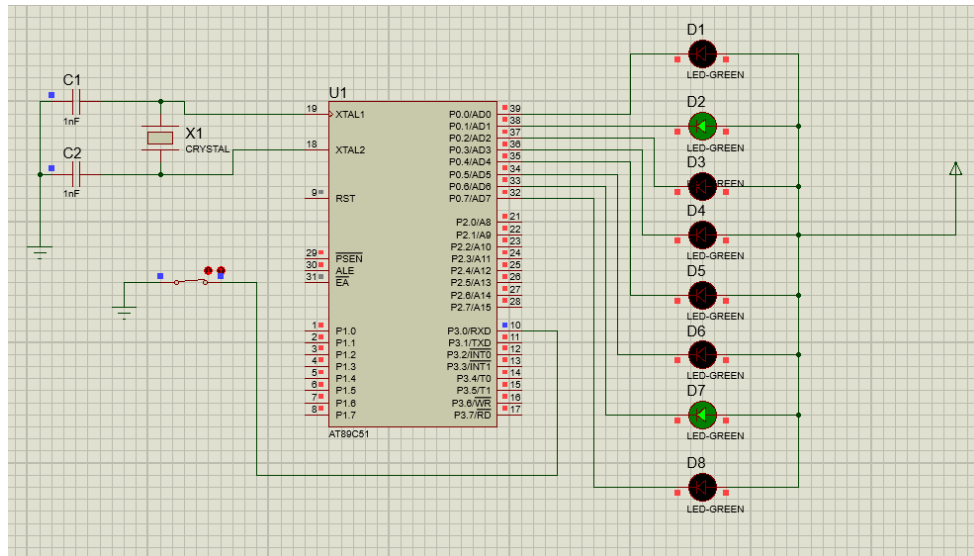 C1
1nF
C2
1nF
X1
CRYSTAL
U1
19 XTAL1
18 XTAL2
9 RST
29 PSEN
30 ALE
31 EA
1 P1.0
2 P1.1
3 P1.2
4 P1.3
5 P1.4
6 P1.5
7 P1.6
8 P1.7
P0.0/AD0 39
P0.1/AD1 38
P0.2/AD2 37
P0.3/AD3 36
P0.4/AD4 35
P0.5/AD5 34
P0.6/AD6 33
P0.7/AD7 32
P2.0/A8 21
P2.1/A9 22
P2.2/A10 23
P2.3/A11 24
P2.4/A12 25
P2.5/A13 26
P2.6/A14 27
P2.7/A15 28
P3.0/RXD 10
P3.1/TXD 11
P3.2/INT0 12
P3.3/INT1 13
P3.4/T0 14
P3.5/T1 15
P3.6/WR 16
P3.7/RD 17
AT89C51
D1
LED-GREEN
D2
LED-GREEN
D3
LED-GREEN
D4
LED-GREEN
D5
LED-GREEN
D6
LED-GREEN
D7
LED-GREEN
D8
LED-GREEN